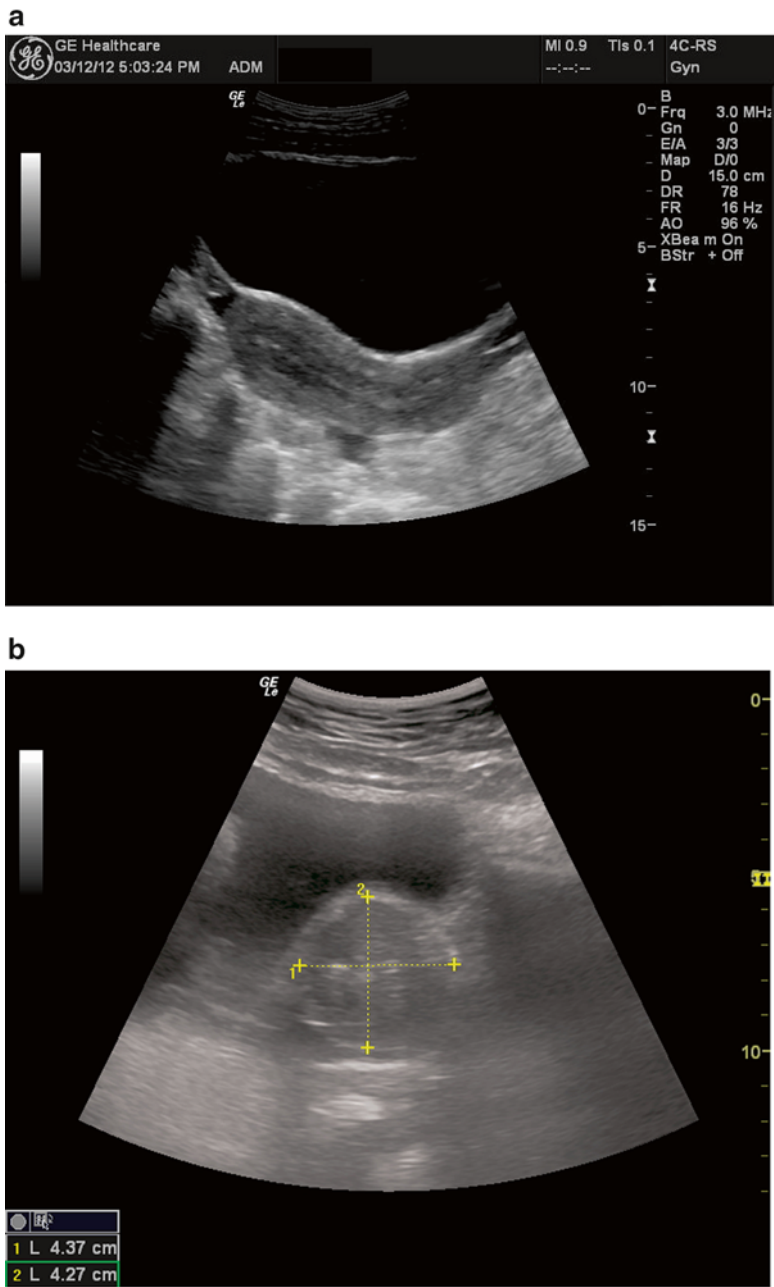 a
GE Healthcare
03/12/12 5:03:24 PM ADM
MI 0.9 TIs 0.1
--:--:--
4C-RS
Gyn
GE
Le
B
Frq 3.0 MHz
Gn 0
E/A 3/3
Map D/0
D 15.0 cm
DR 78
FR 16 Hz
AO 96 %
XBeam On
BStr + Off
0-
5-
10-
15-
b
GE
Le
0-
10-
2
1
1 L 4.37 cm
2 L 4.27 cm